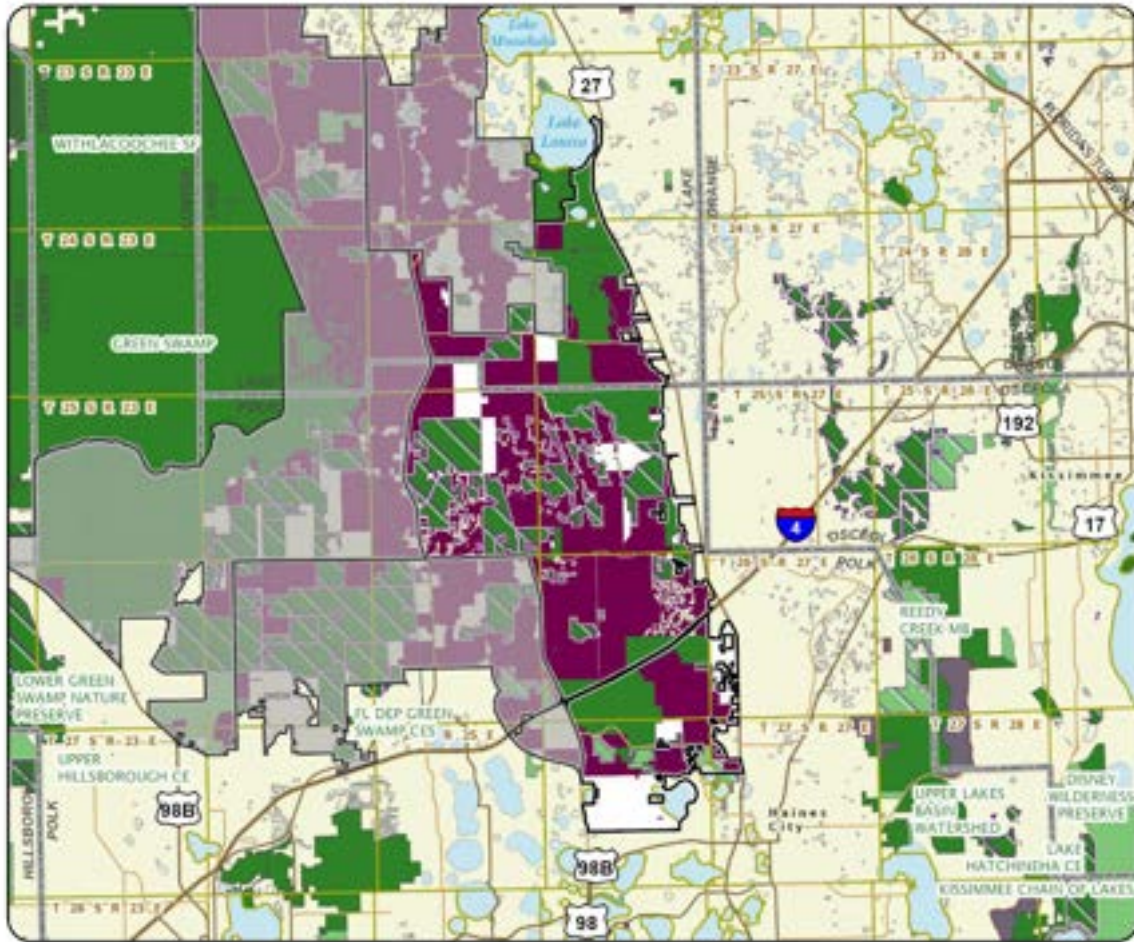 Lake
Minnehaha
T 23 S R 23 E
T 23 S R 27 E
T 23 S R 28 E
27
FLORIDAS TURNPIKE
Lake
Louisa
WITHLACOOCHEE SF
LAKE
ORANGE
T 24 S R 23 E
T 24 S R 27 E
T 24 S R 28 E
GREEN SWAMP
OSCEOLA
T 25 S R 23 E
T 25 S R 27 E
T 25 S R 28 E
192
Kissimmee
4
17
OSCEOLA
POLK
T 26 S R 27 E
T 26 S R 28 E
REEDY
CREEK MB
LOWER GREEN
SWAMP NATURE
PRESERVE
FL DEP GREEN
SWAMP CES
T 27 S R 23 E
R 25 E
T 27 S R 27 E
T 27 S R 28 E
UPPER
HILLSBOROUGH CE
98B
HILLSBOROUGH
POLK
Haines
City
UPPER LAKES
BASIN
WATERSHED
DISNEY
WILDERNESS
PRESERVE
LAKE
HATCHINEHA CE
98B
KISSIMMEE CHAIN OF LAKES
T 28 S R 23 E
98